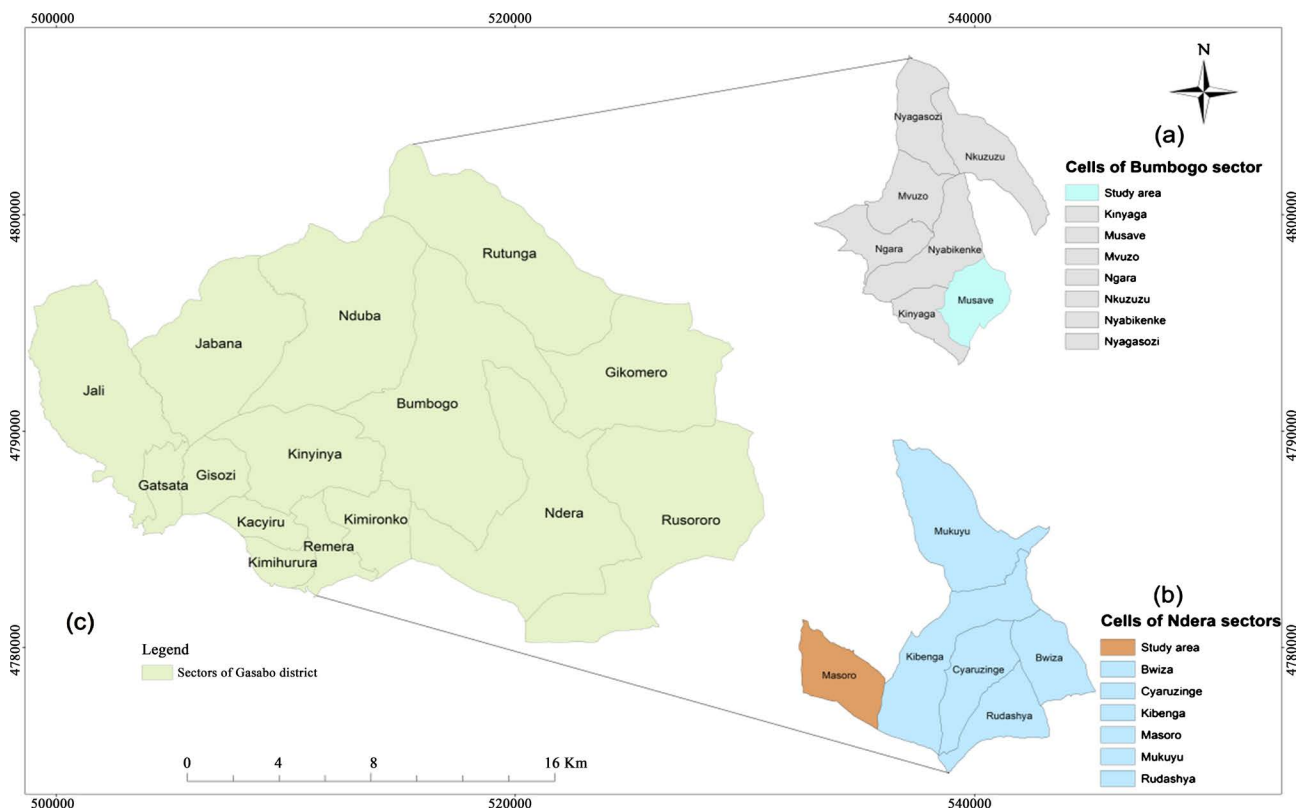 500000
520000
540000
N
(a)
Cells of Bumbogo sector
Study area
Kinyaga
Musave
Mvuzo
Ngara
Nkuzuzu
Nyabikenke
Nyagasozi
Nyagasozi
Nkuzuzu
Mvuzo
Ngara
Nyabikenke
Musave
Kinyaga
4800000
4790000
4780000
Rutunga
Nduba
Jabana
Gikomero
Jali
Bumbogo
Kinyinya
Gisozi
Gatsata
Kacyiru
Kimironko
Ndera
Rusororo
Remera
Kimihurura
(c)
Legend
Sectors of Gasabo district
0 4 8 16 Km
Mukuyu
Kibenga
Bwiza
Cyaruzinge
Masoro
Rudashya
(b)
Cells of Ndera sectors
Study area
Bwiza
Cyaruzinge
Kibenga
Masoro
Mukuyu
Rudashya
4800000
4790000
4780000
500000
520000
540000